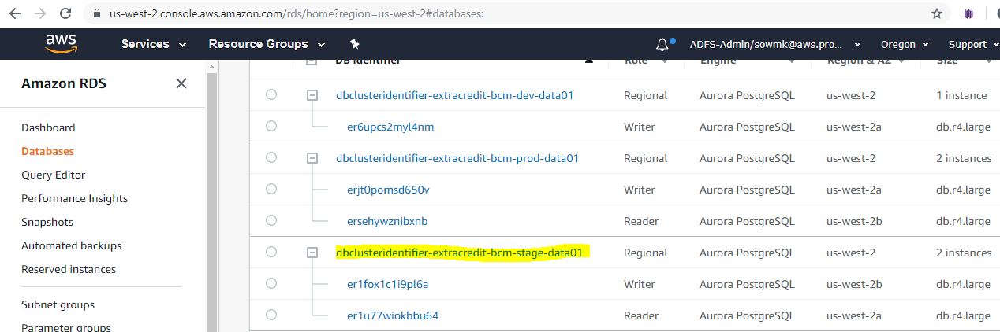 us-west-2.console.aws.amazon.com/rds/home?region=us-west-2#databases:
aws Services Resource Groups ADFS-Admin/sowmk@aws.pro... Oregon Support
Amazon RDS
Dashboard
Databases
Query Editor
Performance Insights
Snapshots
Automated backups
Reserved instances
Subnet groups
Parameter groups
DB identifier Role Engine Region & AZ Size
dbclusteridentifier-extracredit-bcm-dev-data01 Regional Aurora PostgreSQL us-west-2 1 instance
er6upcs2myl4nm Writer Aurora PostgreSQL us-west-2a db.r4.large
dbclusteridentifier-extracredit-bcm-prod-data01 Regional Aurora PostgreSQL us-west-2 2 instances
erjt0pomsd650v Writer Aurora PostgreSQL us-west-2a db.r4.large
ersehywznibxnb Reader Aurora PostgreSQL us-west-2b db.r4.large
dbclusteridentifier-extracredit-bcm-stage-data01 Regional Aurora PostgreSQL us-west-2 2 instances
er1fox1c1i9pl6a Writer Aurora PostgreSQL us-west-2b db.r4.large
er1u77wiokbbu64 Reader Aurora PostgreSQL us-west-2a db.r4.large